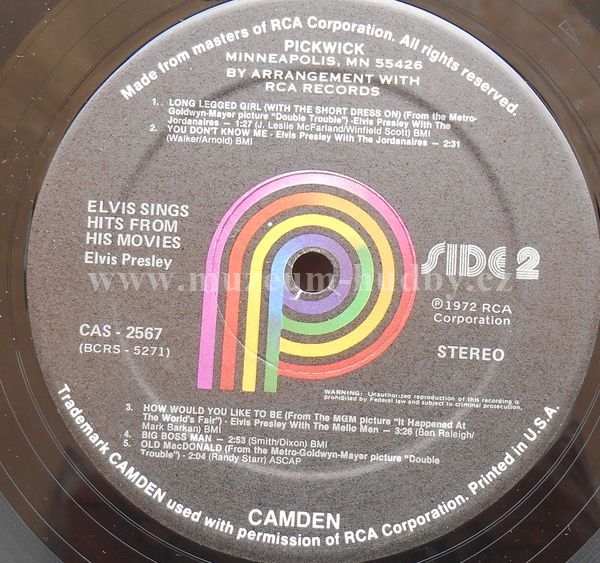 Made from masters of RCA Corporation. All rights reserved.
PICKWICK
MINNEAPOLIS, MN 55426
BY ARRANGEMENT WITH
RCA RECORDS
1. LONG LEGGED GIRL (WITH THE SHORT DRESS ON) (From the Metro-
Goldwyn-Mayer picture "Double Trouble") -Elvis Presley With The
Jordanaires — 1:27 (J. Leslie McFarland/Winfield Scott) BMI
2. YOU DON'T KNOW ME - Elvis Presley With The Jordanaires — 2:31
(Walker/Arnold) BMI
ELVIS SINGS
HITS FROM
HIS MOVIES
Elvis Presley
SIDE 2
℗ 1972 RCA
Corporation
www.muzeum-hudby.cz
CAS - 2567
(BCRS - 5271)
STEREO
WARNING: Unauthorized reproduction of this recording is
prohibited by Federal law and subject to criminal prosecution.
3. HOW WOULD YOU LIKE TO BE (From The MGM picture "It Happened At
The World's Fair") - Elvis Presley With The Mello Men — 3:28 (Ben Raleigh/
Mark Barkan) BMI
4. BIG BOSS MAN — 2:53 (Smith/Dixon) BMI
5. OLD MacDONALD (From the Metro-Goldwyn-Mayer picture "Double
Trouble") - 2:04 (Randy Starr) ASCAP
CAMDEN
Trademark CAMDEN used with permission of RCA Corporation. Printed in U.S.A.